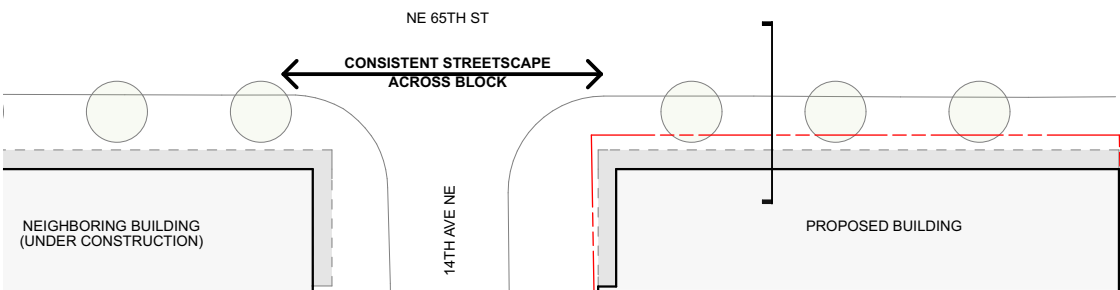 NE 65TH ST
CONSISTENT STREETSCAPE
ACROSS BLOCK
NEIGHBORING BUILDING
(UNDER CONSTRUCTION)
14TH AVE NE
PROPOSED BUILDING